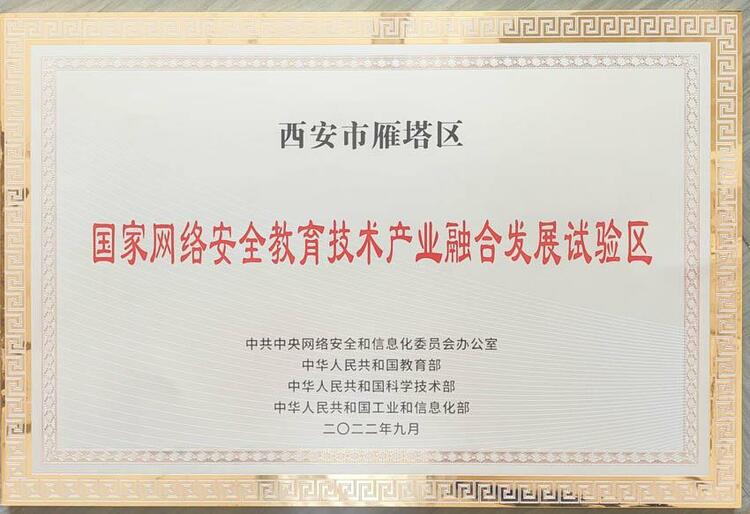 西安市雁塔区
国家网络安全教育技术产业融合发展试验区
中共中央网络安全和信息化委员会办公室
中华人民共和国教育部
中华人民共和国科学技术部
中华人民共和国工业和信息化部
二〇二二年九月